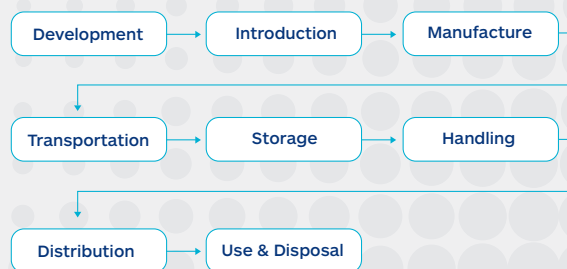 Development
Introduction
Manufacture
Transportation
Storage
Handling
Distribution
Use & Disposal